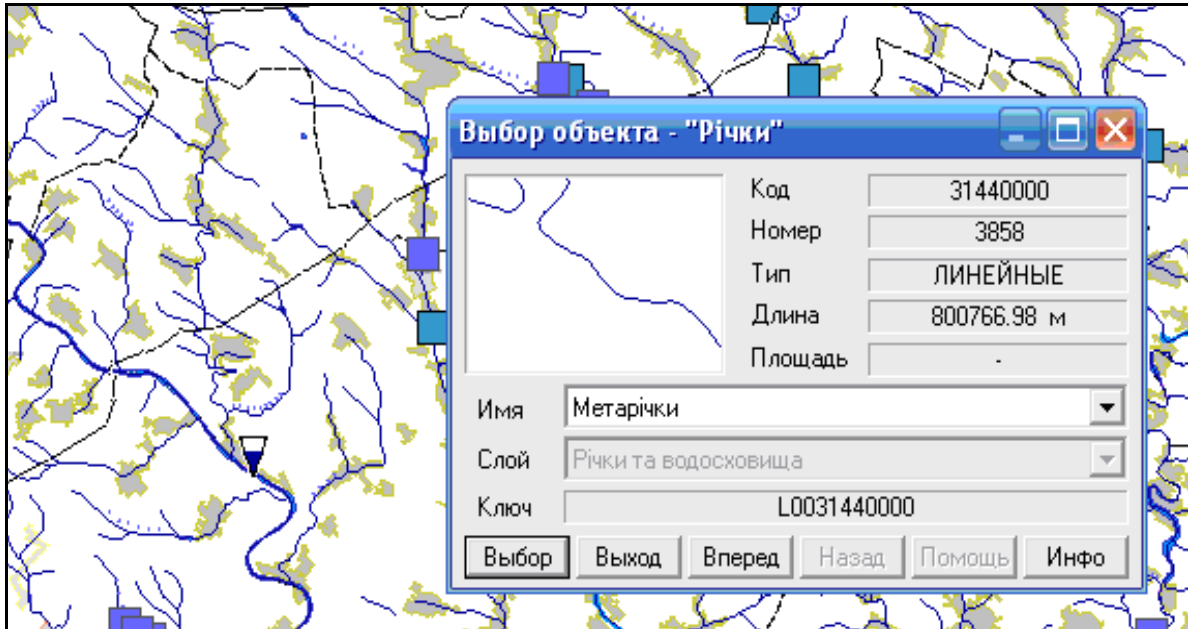 Выбор объекта - "Річки"
Код 31440000
Номер 3858
Тип ЛИНЕЙНЫЕ
Длина 800766.98 м
Площадь -
Имя Метарічки
Слой Річки та водосховища
Ключ L0031440000
Выбор Выход Вперед Назад Помощь Инфо